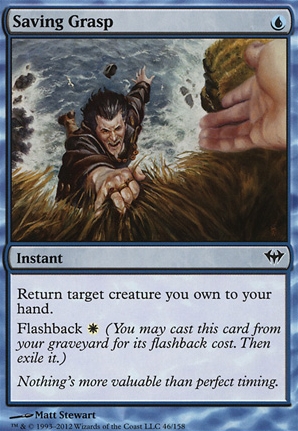 Saving Grasp
Instant
Return target creature you own to your
hand.
Flashback (You may cast this card from
your graveyard for its flashback cost. Then
exile it.)
Nothing's more valuable than perfect timing.
Matt Stewart
™ & © 1993–2012 Wizards of the Coast LLC 46/158